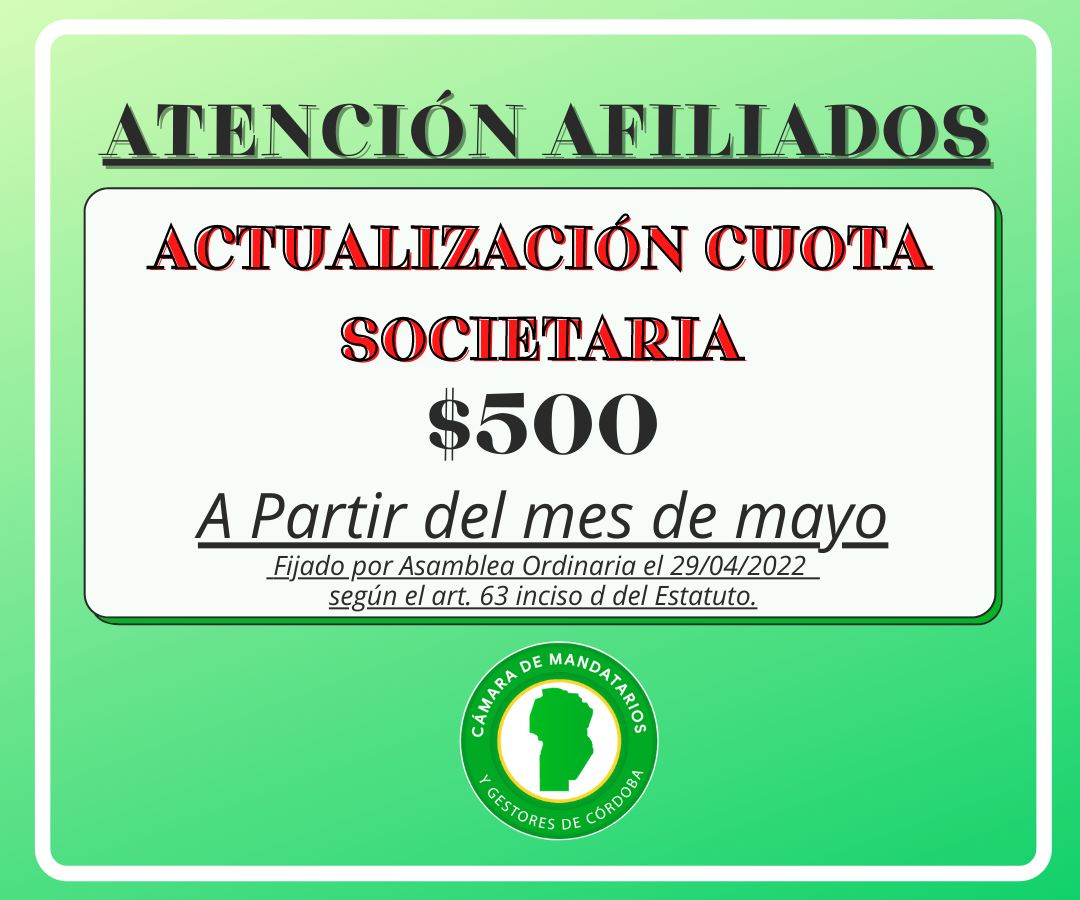 ATENCIÓN AFILIADOS
ACTUALIZACIÓN CUOTA
SOCIETARIA
$500
A Partir del mes de mayo
Fijado por Asamblea Ordinaria el 29/04/2022
según el art. 63 inciso d del Estatuto.
CÁMARA DE MANDATARIOS
Y GESTORES DE CÓRDOBA